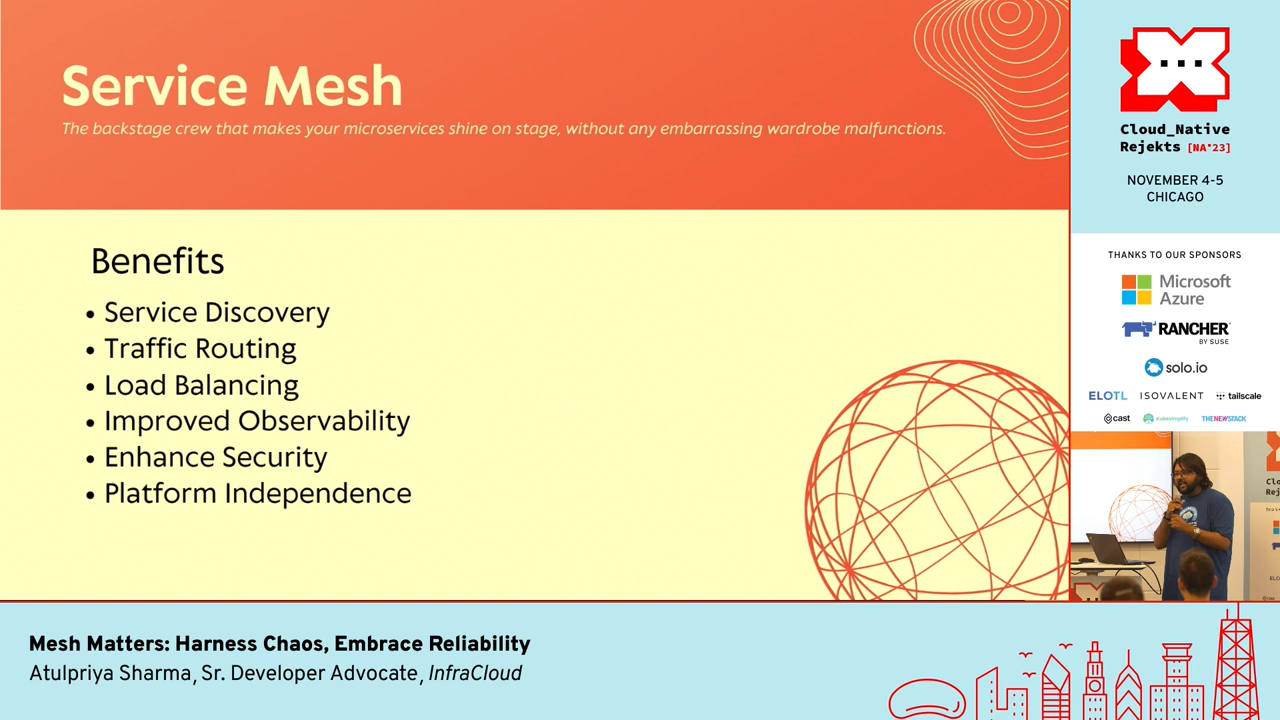 Service Mesh
The backstage crew that makes your microservices shine on stage, without any embarrassing wardrobe malfunctions.
Benefits
• Service Discovery
• Traffic Routing
• Load Balancing
• Improved Observability
• Enhance Security
• Platform Independence
Cloud_Native
Rejekts [NA'23]
NOVEMBER 4-5
CHICAGO
THANKS TO OUR SPONSORS
Microsoft
Azure
RANCHER
BY SUSE
solo.io
ELOTL ISOVALENT tailscale
cast kubesimplify THENEWSTACK
Mesh Matters: Harness Chaos, Embrace Reliability
Atulpriya Sharma, Sr. Developer Advocate, InfraCloud